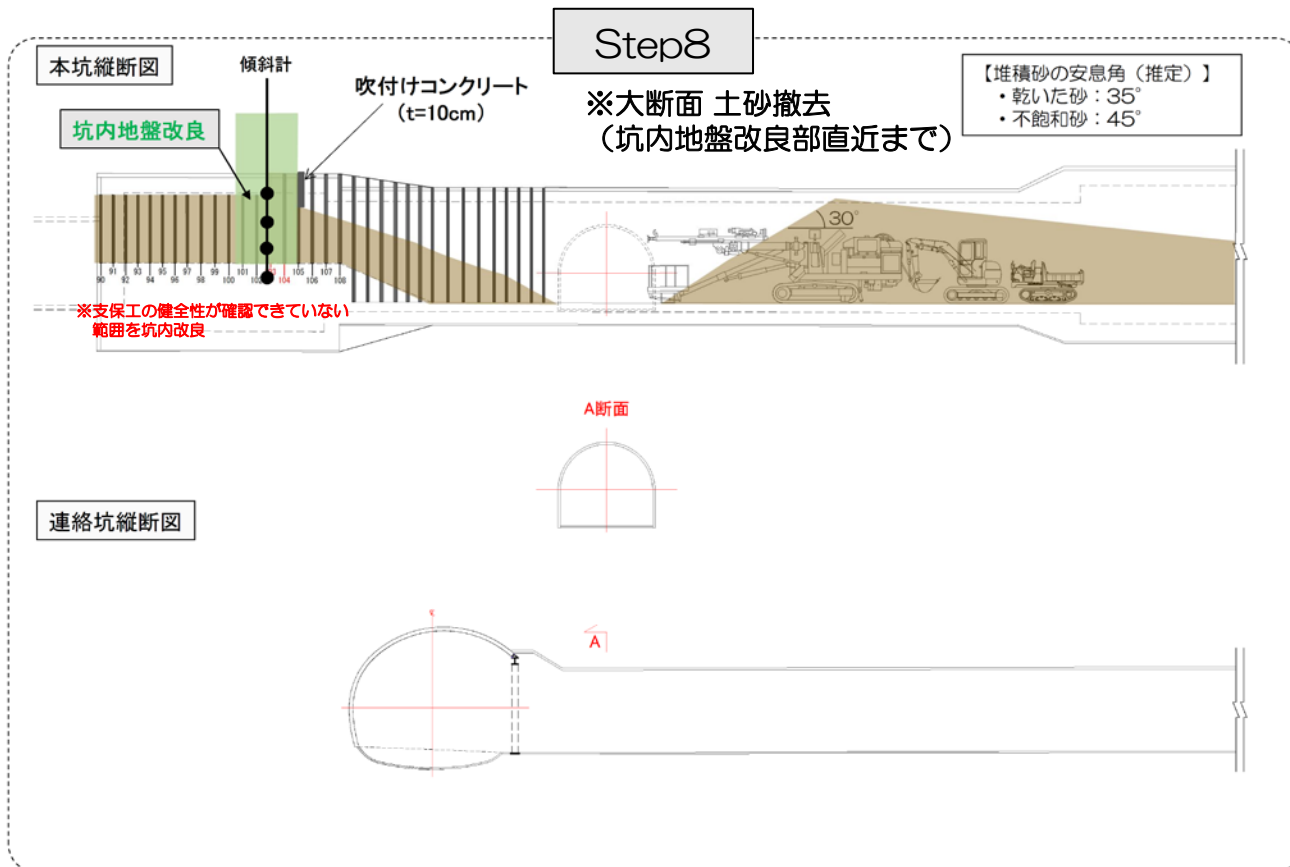 Step8
本坑縦断図
傾斜計
吹付けコンクリート
(t=10cm)
坑内地盤改良
※大断面 土砂撤去
(坑内地盤改良部直近まで)
【堆積砂の安息角(推定)】
・乾いた砂:35°
・不飽和砂:45°
30°
91 93 95 97 99 101 103 105 107
90 92 94 96 98 100 102 104 106 108
※支保工の健全性が確認できていない
範囲を坑内改良
A断面
連絡坑縦断図
A